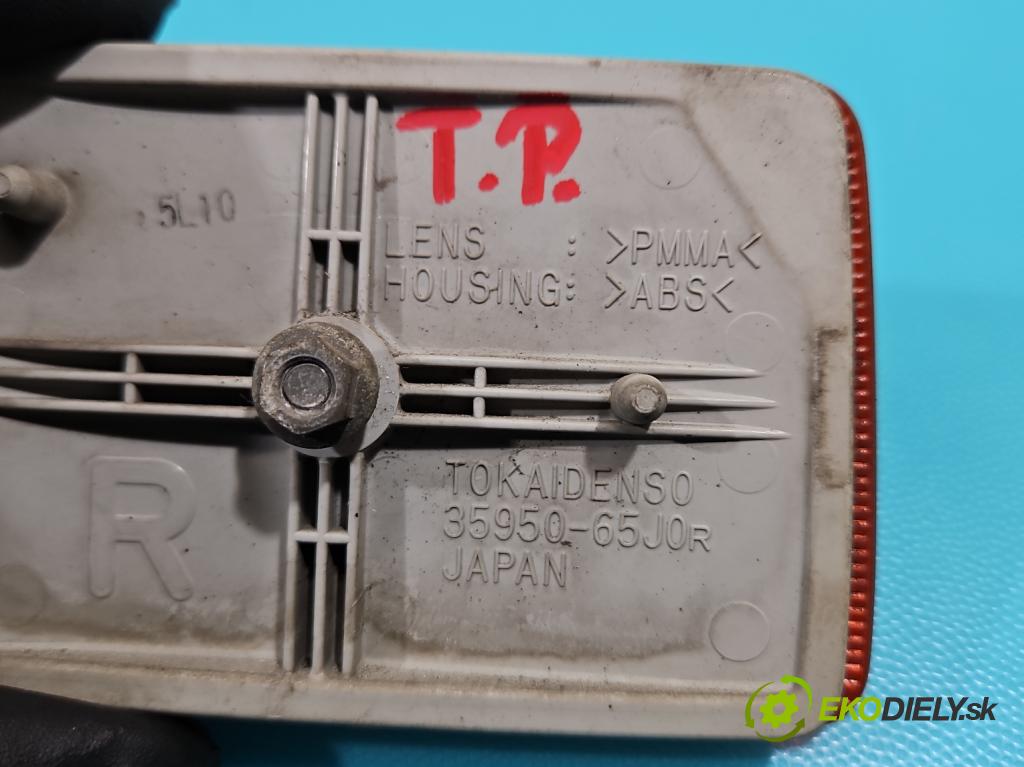 T.P.
5L10
LENS : >PMMA<
HOUSING: >ABS<
R
TOKAIDENSO
35950-65J0R
JAPAN
EKODIELY.sk